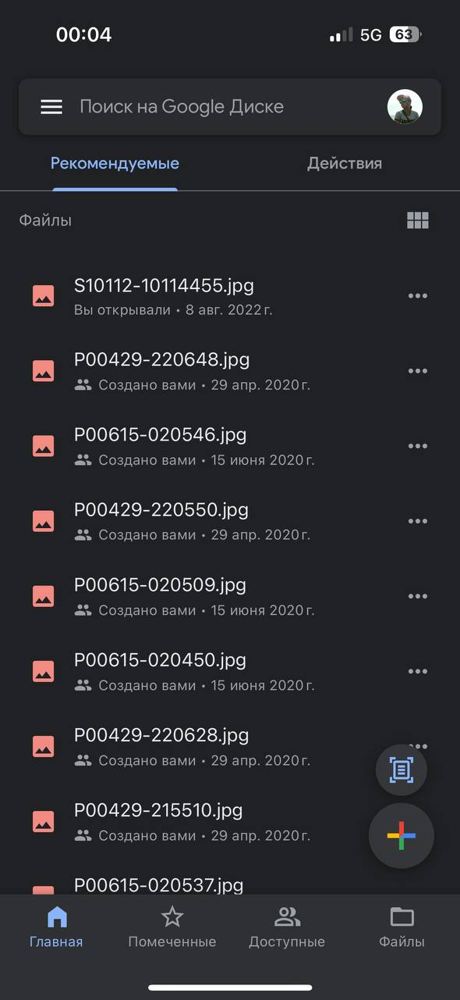 00:04
5G 63
Поиск на Google Диске
Рекомендуемые Действия
Файлы
S10112-10114455.jpg
Вы открывали • 8 авг. 2022 г.
P00429-220648.jpg
Создано вами • 29 апр. 2020 г.
P00615-020546.jpg
Создано вами • 15 июня 2020 г.
P00429-220550.jpg
Создано вами • 29 апр. 2020 г.
P00615-020509.jpg
Создано вами • 15 июня 2020 г.
P00615-020450.jpg
Создано вами • 15 июня 2020 г.
P00429-220628.jpg
Создано вами • 29 апр. 2020 г.
P00429-215510.jpg
Создано вами • 29 апр. 2020 г.
P00615-020537.jpg
Главная Помеченные Доступные Файлы